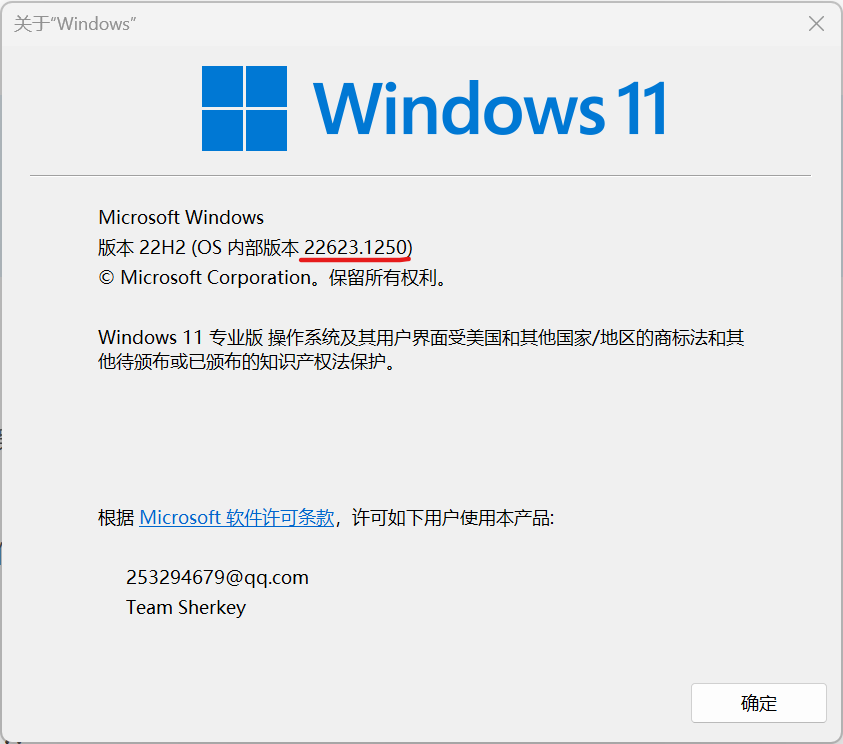 关于“Windows”
Windows 11
Microsoft Windows
版本 22H2 (OS 内部版本 22623.1250)
© Microsoft Corporation。保留所有权利。
Windows 11 专业版 操作系统及其用户界面受美国和其他国家/地区的商标法和其
他待颁布或已颁布的知识产权法保护。
根据 Microsoft 软件许可条款，许可如下用户使用本产品:
253294679@qq.com
Team Sherkey
确定